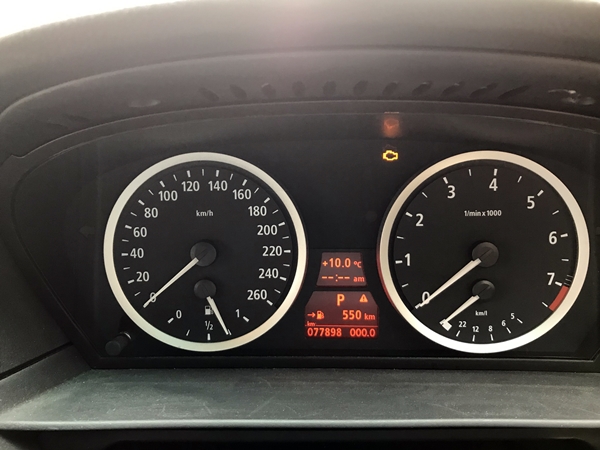 0
20
40
60
80
100
120
140
160
180
200
220
240
260
km/h
0
1/2
1
+10.0 °C
--:-- am
P
→ 550 km
km
077898 000.0
0
1
2
3
4
5
6
7
1/min x 1000
km/l
22 12 8 6 5